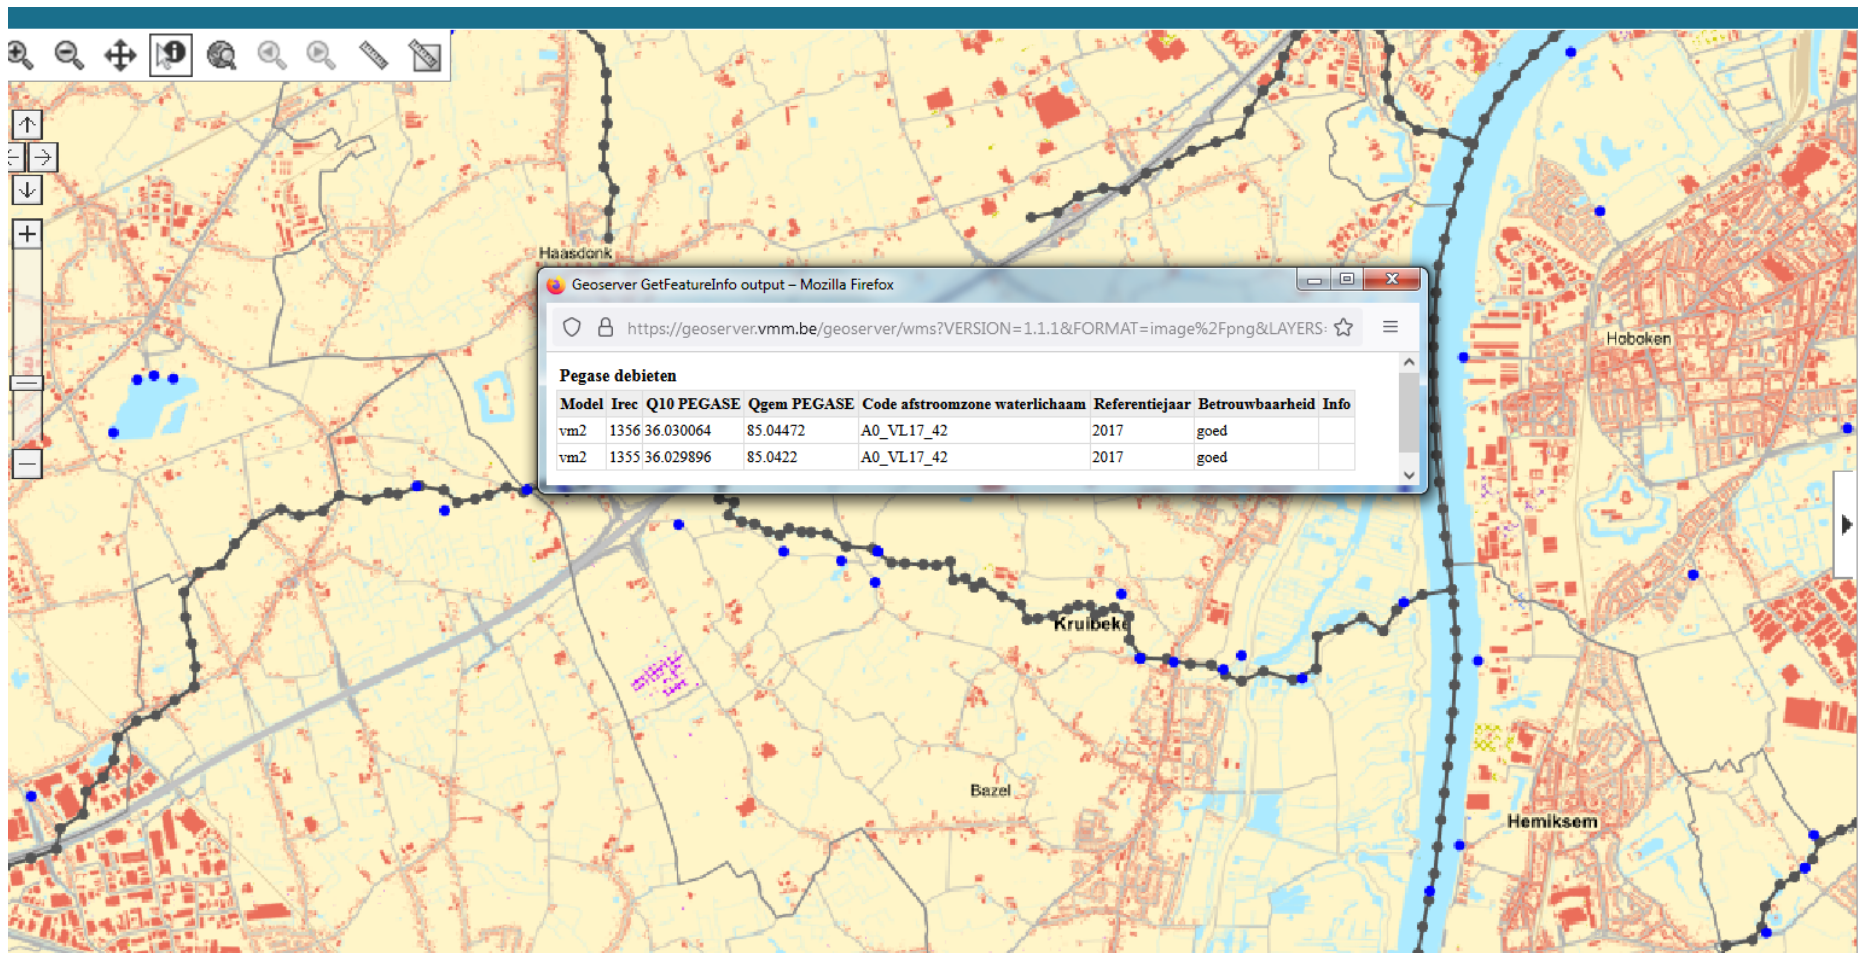 Haasdonk
Geoserver GetFeatureInfo output – Mozilla Firefox
https://geoserver.vmm.be/geoserver/wms?VERSION=1.1.1&FORMAT=image%2Fpng&LAYERS:
Pegase debieten
Model Irec Q10 PEGASE Qgem PEGASE Code afstroomzone waterlichaam Referentiejaar Betrouwbaarheid Info
vm2 1356 36.030064 85.04472 A0_VL17_42 2017 goed
vm2 1355 36.029896 85.0422 A0_VL17_42 2017 goed
Hoboken
Kruibeke
Bazel
Hemiksem